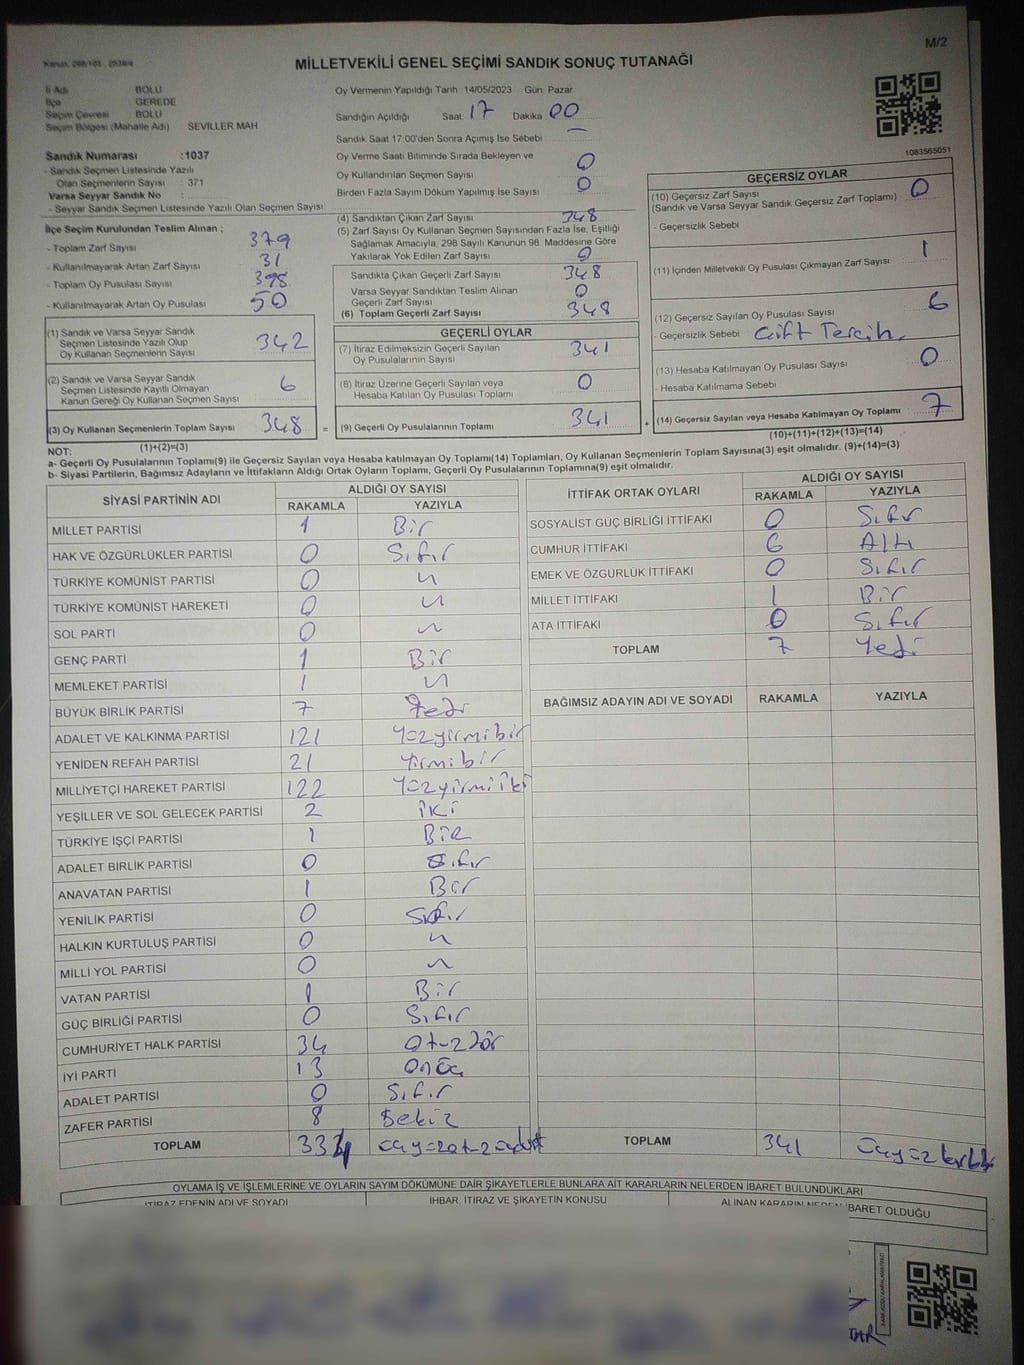 M/2
MİLLETVEKİLİ GENEL SEÇİMİ SANDIK SONUÇ TUTANAĞI
İl Adı BOLU
İlçe GEREDE
Seçim Çevresi BOLU
Seçim Bölgesi (Mahalle Adı) SEVİLLER MAH
Oy Vermenin Yapıldığı Tarih 14/05/2023 Gün: Pazar
Sandığın Açıldığı Saat: 17 Dakika 00
Sandık Saat 17:00'den Sonra Açımış İse Sebebi : —
Sandık Numarası :1037
- Sandık Seçmen Listesinde Yazılı
Olan Seçmenlerin Sayısı : 371
Varsa Seyyar Sandık No :
- Seyyar Sandık Seçmen Listesinde Yazılı Olan Seçmen Sayısı
Oy Verme Saati Bitiminde Sırada Bekleyen ve
Oy Kullandırılan Seçmen Sayısı 0
Birden Fazla Sayım Döküm Yapılmış İse Sayısı 0
1083565051
İlçe Seçim Kurulundan Teslim Alınan ;
- Toplam Zarf Sayısı 379
- Kullanılmayarak Artan Zarf Sayısı 31
- Toplam Oy Pusulası Sayısı 398
- Kullanılmayarak Artan Oy Pusulası 50
(4) Sandıktan Çıkan Zarf Sayısı 348
(5) Zarf Sayısı Oy Kullanan Seçmen Sayısından Fazla İse, Eşitliği
Sağlamak Amacıyla, 298 Sayılı Kanunun 98. Maddesine Göre
Yakılarak Yok Edilen Zarf Sayısı 0
Sandıkta Çıkan Geçerli Zarf Sayısı 348
Varsa Seyyar Sandıktan Teslim Alınan
Geçerli Zarf Sayısı 0
(6) Toplam Geçerli Zarf Sayısı 348
GEÇERSİZ OYLAR
(10) Geçersiz Zarf Sayısı 0
(Sandık ve Varsa Seyyar Sandık Geçersiz Zarf Toplamı)
- Geçersizlik Sebebi
(11) İçinden Milletvekili Oy Pusulası Çıkmayan Zarf Sayısı 1
(12) Geçersiz Sayılan Oy Pusulası Sayısı 6
- Geçersizlik Sebebi Çift Tercih.
(13) Hesaba Katılmayan Oy Pusulası Sayısı 0
- Hesaba Katılmama Sebebi
(14) Geçersiz Sayılan veya Hesaba Katılmayan Oy Toplamı 7
(10)+(11)+(12)+(13)=(14)
(1) Sandık ve Varsa Seyyar Sandık
Seçmen Listesinde Yazılı Olup
Oy Kullanan Seçmenlerin Sayısı 342
(2) Sandık ve Varsa Seyyar Sandık
Seçmen Listesinde Kayıtlı Olmayan
Kanun Gereği Oy Kullanan Seçmen Sayısı 6
(3) Oy Kullanan Seçmenlerin Toplam Sayısı 348 =
(1)+(2)=(3)
GEÇERLİ OYLAR
(7) İtiraz Edilmeksizin Geçerli Sayılan
Oy Pusulalarının Sayısı 341
(8) İtiraz Üzerine Geçerli Sayılan veya
Hesaba Katılan Oy Pusulası Toplamı 0
(9) Geçerli Oy Pusulalarının Toplamı 341 +
NOT:
a- Geçerli Oy Pusulalarının Toplamı(9) ile Geçersiz Sayılan veya Hesaba katılmayan Oy Toplamı(14) Toplamları, Oy Kullanan Seçmenlerin Toplam Sayısına(3) eşit olmalıdır. (9)+(14)=(3)
b- Siyasi Partilerin, Bağımsız Adayların ve İttifakların Aldığı Ortak Oyların Toplamı, Geçerli Oy Pusulalarının Toplamına(9) eşit olmalıdır.
SİYASİ PARTİNİN ADI ALDIĞI OY SAYISI
RAKAMLA YAZIYLA
MİLLET PARTİSİ 1 Bir
HAK VE ÖZGÜRLÜKLER PARTİSİ 0 Sıfır
TÜRKİYE KOMÜNİST PARTİSİ 0 "
TÜRKİYE KOMÜNİST HAREKETİ 0 "
SOL PARTİ 0 "
GENÇ PARTİ 1 Bir
MEMLEKET PARTİSİ 1 "
BÜYÜK BİRLİK PARTİSİ 7 Yedi
ADALET VE KALKINMA PARTİSİ 121 Yüzyirmibir
YENİDEN REFAH PARTİSİ 21 Yirmibir
MİLLİYETÇİ HAREKET PARTİSİ 122 Yüzyirmiiki
YEŞİLLER VE SOL GELECEK PARTİSİ 2 iki
TÜRKİYE İŞÇİ PARTİSİ 1 Bir
ADALET BİRLİK PARTİSİ 0 Sıfır
ANAVATAN PARTİSİ 1 Bir
YENİLİK PARTİSİ 0 Sıfır
HALKIN KURTULUŞ PARTİSİ 0 "
MİLLİ YOL PARTİSİ 0 "
VATAN PARTİSİ 1 Bir
GÜÇ BİRLİĞİ PARTİSİ 0 Sıfır
CUMHURİYET HALK PARTİSİ 34 Otuzdör
İYİ PARTİ 13 Onüç
ADALET PARTİSİ 0 Sıfır
ZAFER PARTİSİ 8 Sekiz
TOPLAM 334
İTTİFAK ORTAK OYLARI ALDIĞI OY SAYISI
RAKAMLA YAZIYLA
SOSYALİST GÜÇ BİRLİĞİ İTTİFAKI 0 Sıfır
CUMHUR İTTİFAKI 6 Altı
EMEK VE ÖZGÜRLÜK İTTİFAKI 0 Sıfır
MİLLET İTTİFAKI 1 Bir
ATA İTTİFAKI 0 Sıfır
TOPLAM 7 Yedi
BAĞIMSIZ ADAYIN ADI VE SOYADI RAKAMLA YAZIYLA
TOPLAM 341 üçyüzkırkbir
OYLAMA İŞ VE İŞLEMLERİNE VE OYLARIN SAYIM DÖKÜMÜNE DAİR ŞİKAYETLERLE BUNLARA AİT KARARLARIN NELERDEN İBARET BULUNDUKLARI
İTİRAZ EDENİN ADI VE SOYADI İHBAR, İTİRAZ VE ŞİKAYETİN KONUSU ALINAN KARARIN NEDEN İBARET OLDUĞU